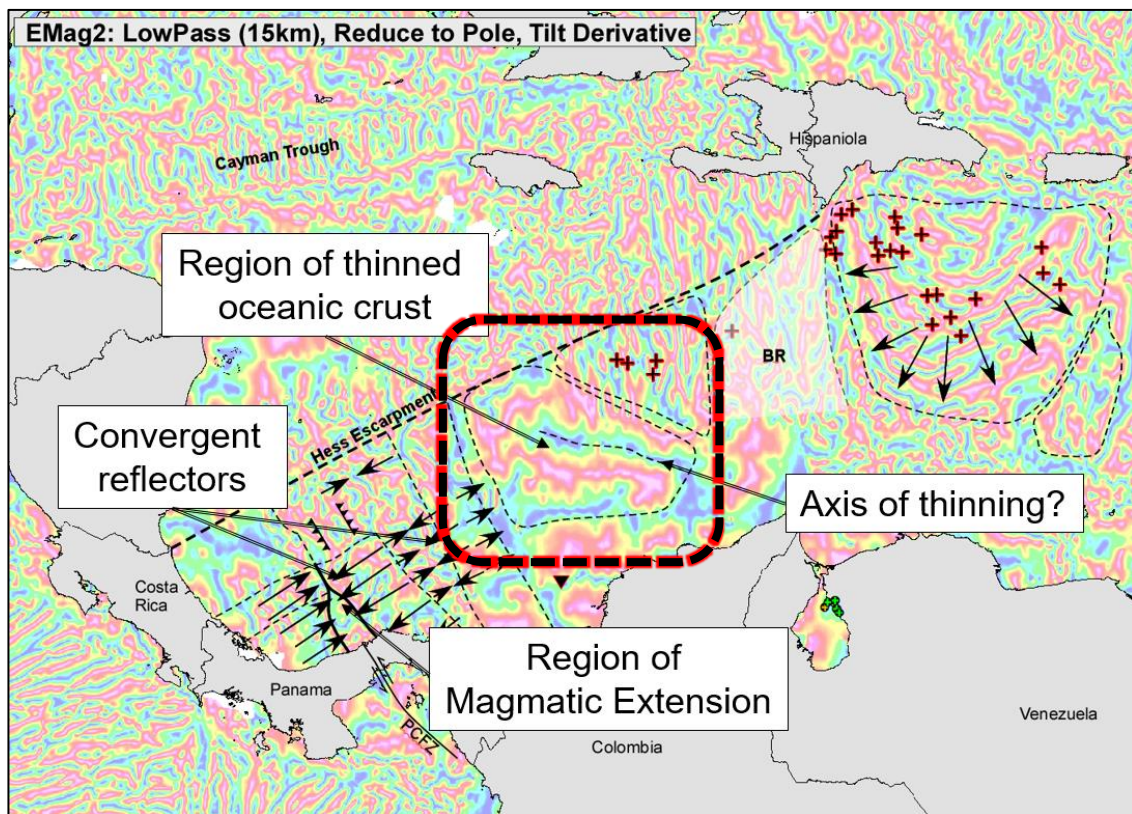 EMag2: LowPass (15km), Reduce to Pole, Tilt Derivative
Cayman Trough
Hispaniola
Region of thinned
oceanic crust
BR
Hess Escarpment
Convergent
reflectors
Axis of thinning?
Costa
Rica
Region of
Magmatic Extension
Panama
PCFZ
Colombia
Venezuela